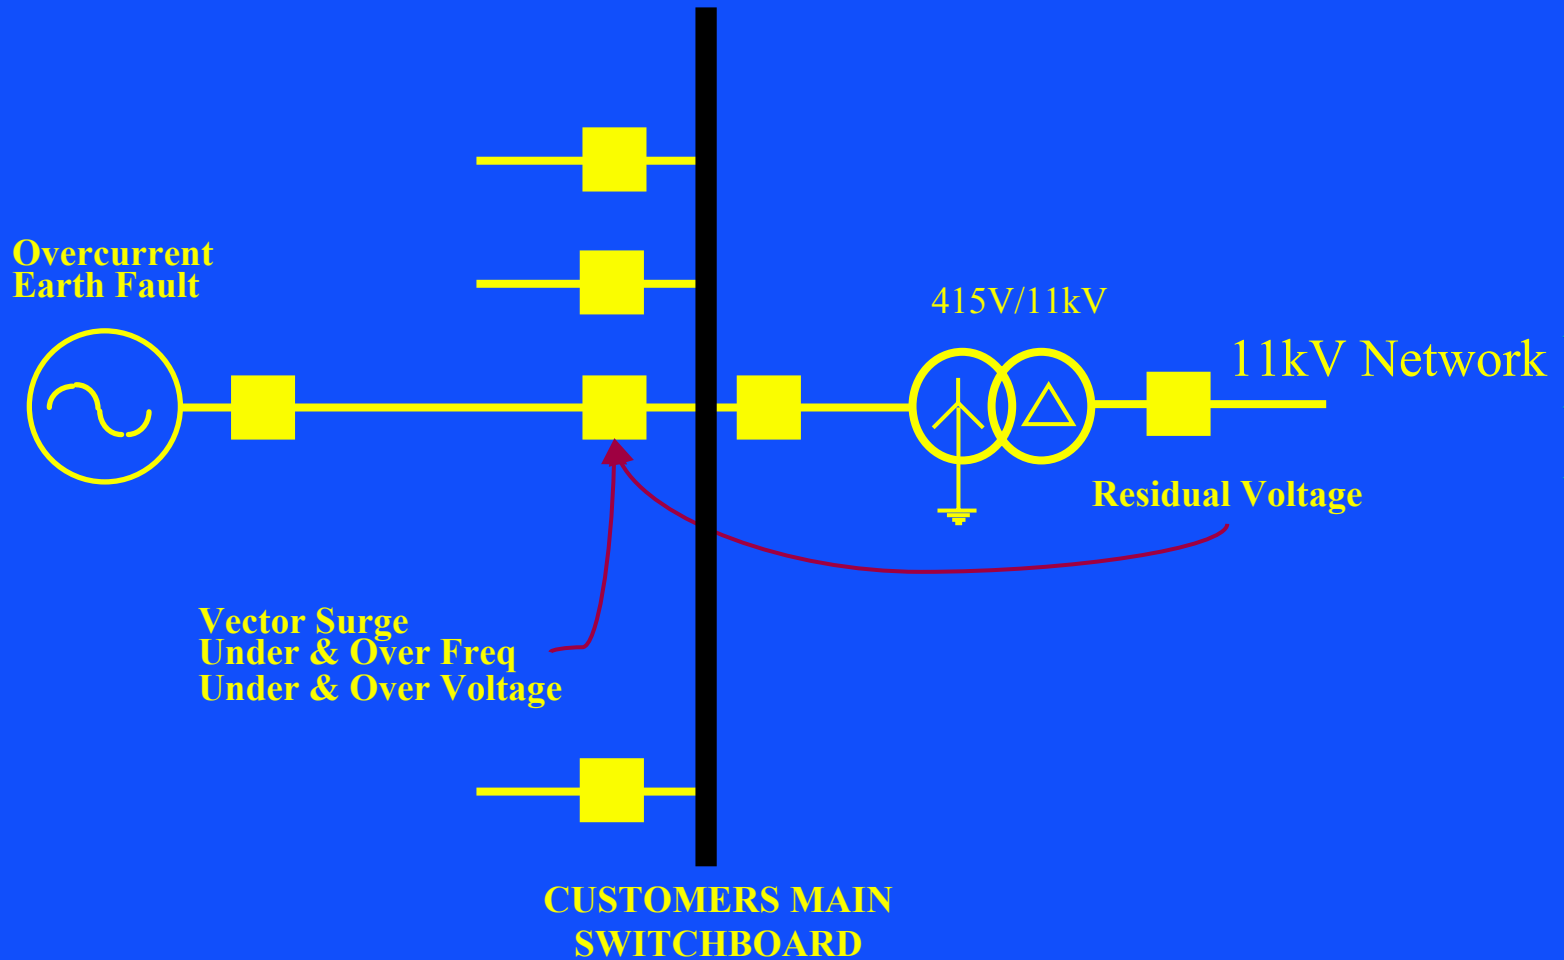 Overcurrent
Earth Fault
415V/11kV
11kV Network
Residual Voltage
Vector Surge
Under & Over Freq
Under & Over Voltage
CUSTOMERS MAIN
SWITCHBOARD